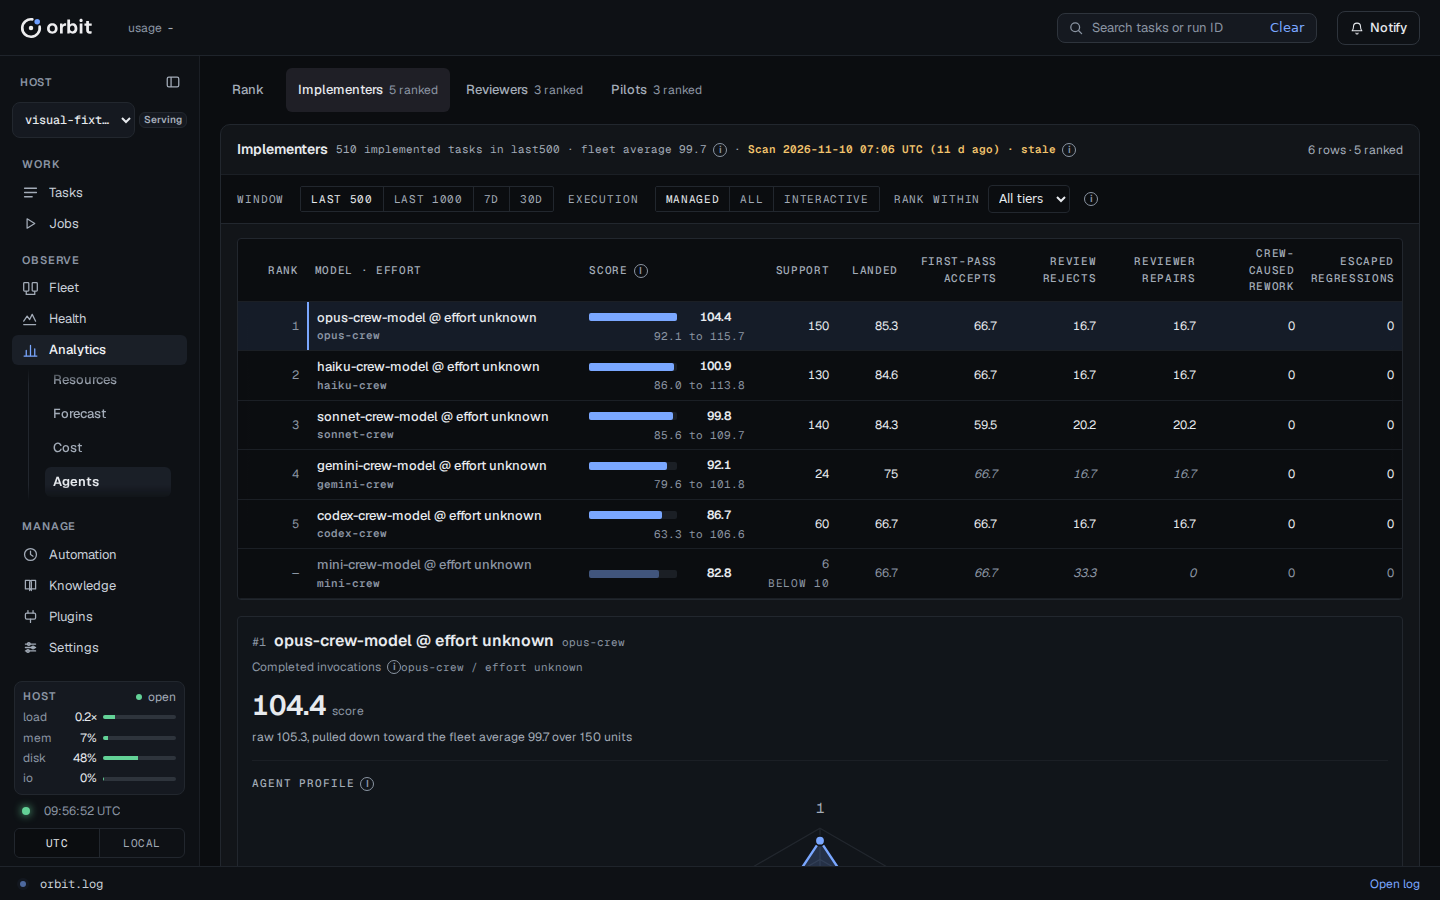 orbit
usage -
Search tasks or run ID
Clear
Notify
HOST
visual-fixt…
Serving
WORK
Tasks
Jobs
OBSERVE
Fleet
Health
Analytics
Resources
Forecast
Cost
Agents
MANAGE
Automation
Knowledge
Plugins
Settings
HOST
open
load 0.2×
mem 7%
disk 48%
io 0%
09:56:52 UTC
UTC LOCAL
Rank
Implementers 5 ranked
Reviewers 3 ranked
Pilots 3 ranked
Implementers 510 implemented tasks in last500 · fleet average 99.7 · Scan 2026-11-10 07:06 UTC (11 d ago) · stale
6 rows · 5 ranked
WINDOW LAST 500 LAST 1000 7D 30D EXECUTION MANAGED ALL INTERACTIVE RANK WITHIN All tiers
RANK MODEL · EFFORT SCORE SUPPORT LANDED FIRST-PASS ACCEPTS REVIEW REJECTS REVIEWER REPAIRS CREW-CAUSED REWORK ESCAPED REGRESSIONS
1 opus-crew-model @ effort unknown 104.4 150 85.3 66.7 16.7 16.7 0 0
opus-crew 92.1 to 115.7
2 haiku-crew-model @ effort unknown 100.9 130 84.6 66.7 16.7 16.7 0 0
haiku-crew 86.0 to 113.8
3 sonnet-crew-model @ effort unknown 99.8 140 84.3 59.5 20.2 20.2 0 0
sonnet-crew 85.6 to 109.7
4 gemini-crew-model @ effort unknown 92.1 24 75 66.7 16.7 16.7 0 0
gemini-crew 79.6 to 101.8
5 codex-crew-model @ effort unknown 86.7 60 66.7 66.7 16.7 16.7 0 0
codex-crew 63.3 to 106.6
– mini-crew-model @ effort unknown 82.8 6 66.7 66.7 33.3 0 0 0
mini-crew BELOW 10
#1 opus-crew-model @ effort unknown opus-crew
Completed invocations opus-crew / effort unknown
104.4 score
raw 105.3, pulled down toward the fleet average 99.7 over 150 units
AGENT PROFILE
1
orbit.log
Open log